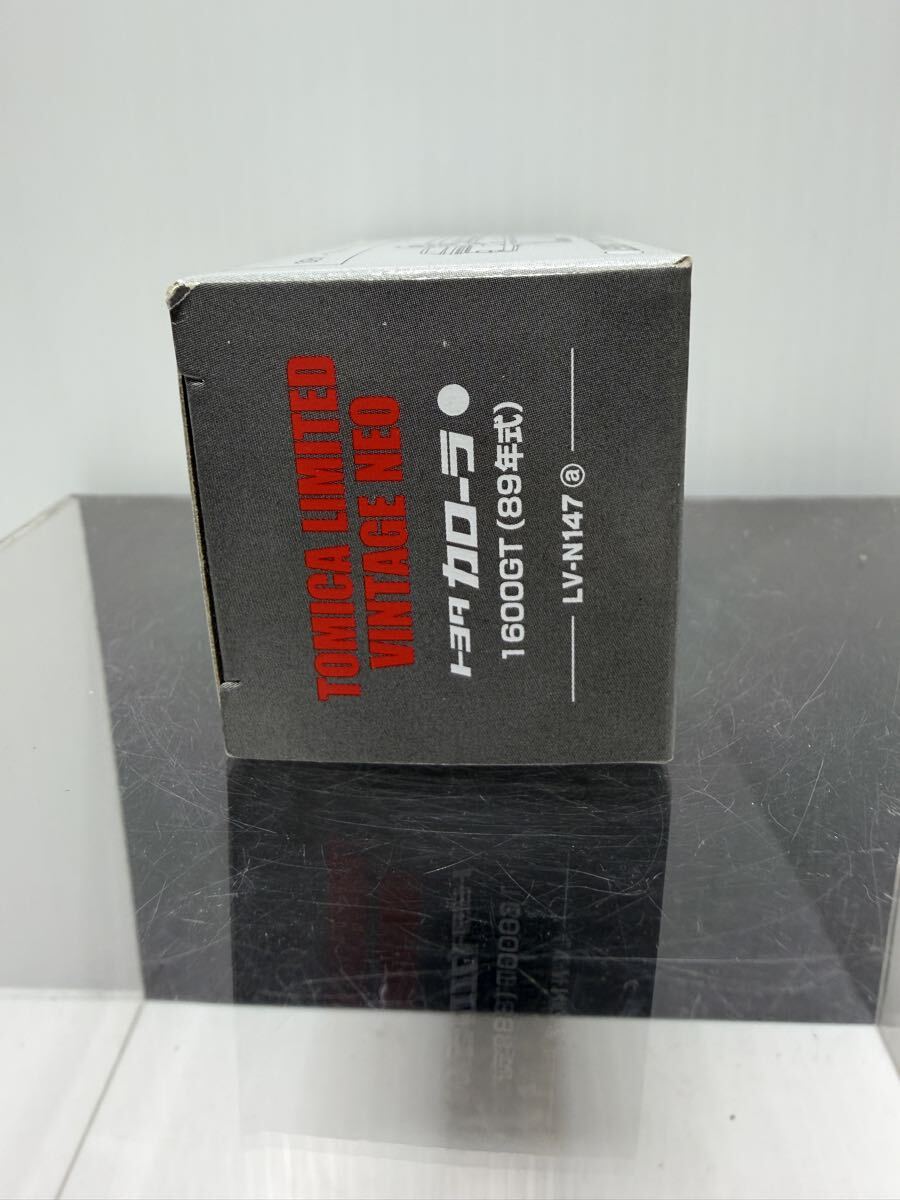 TOMICA LIMITED
VINTAGE NEO
トヨタ カローラ
1600GT(89年式)
LV-N147 ⓐ